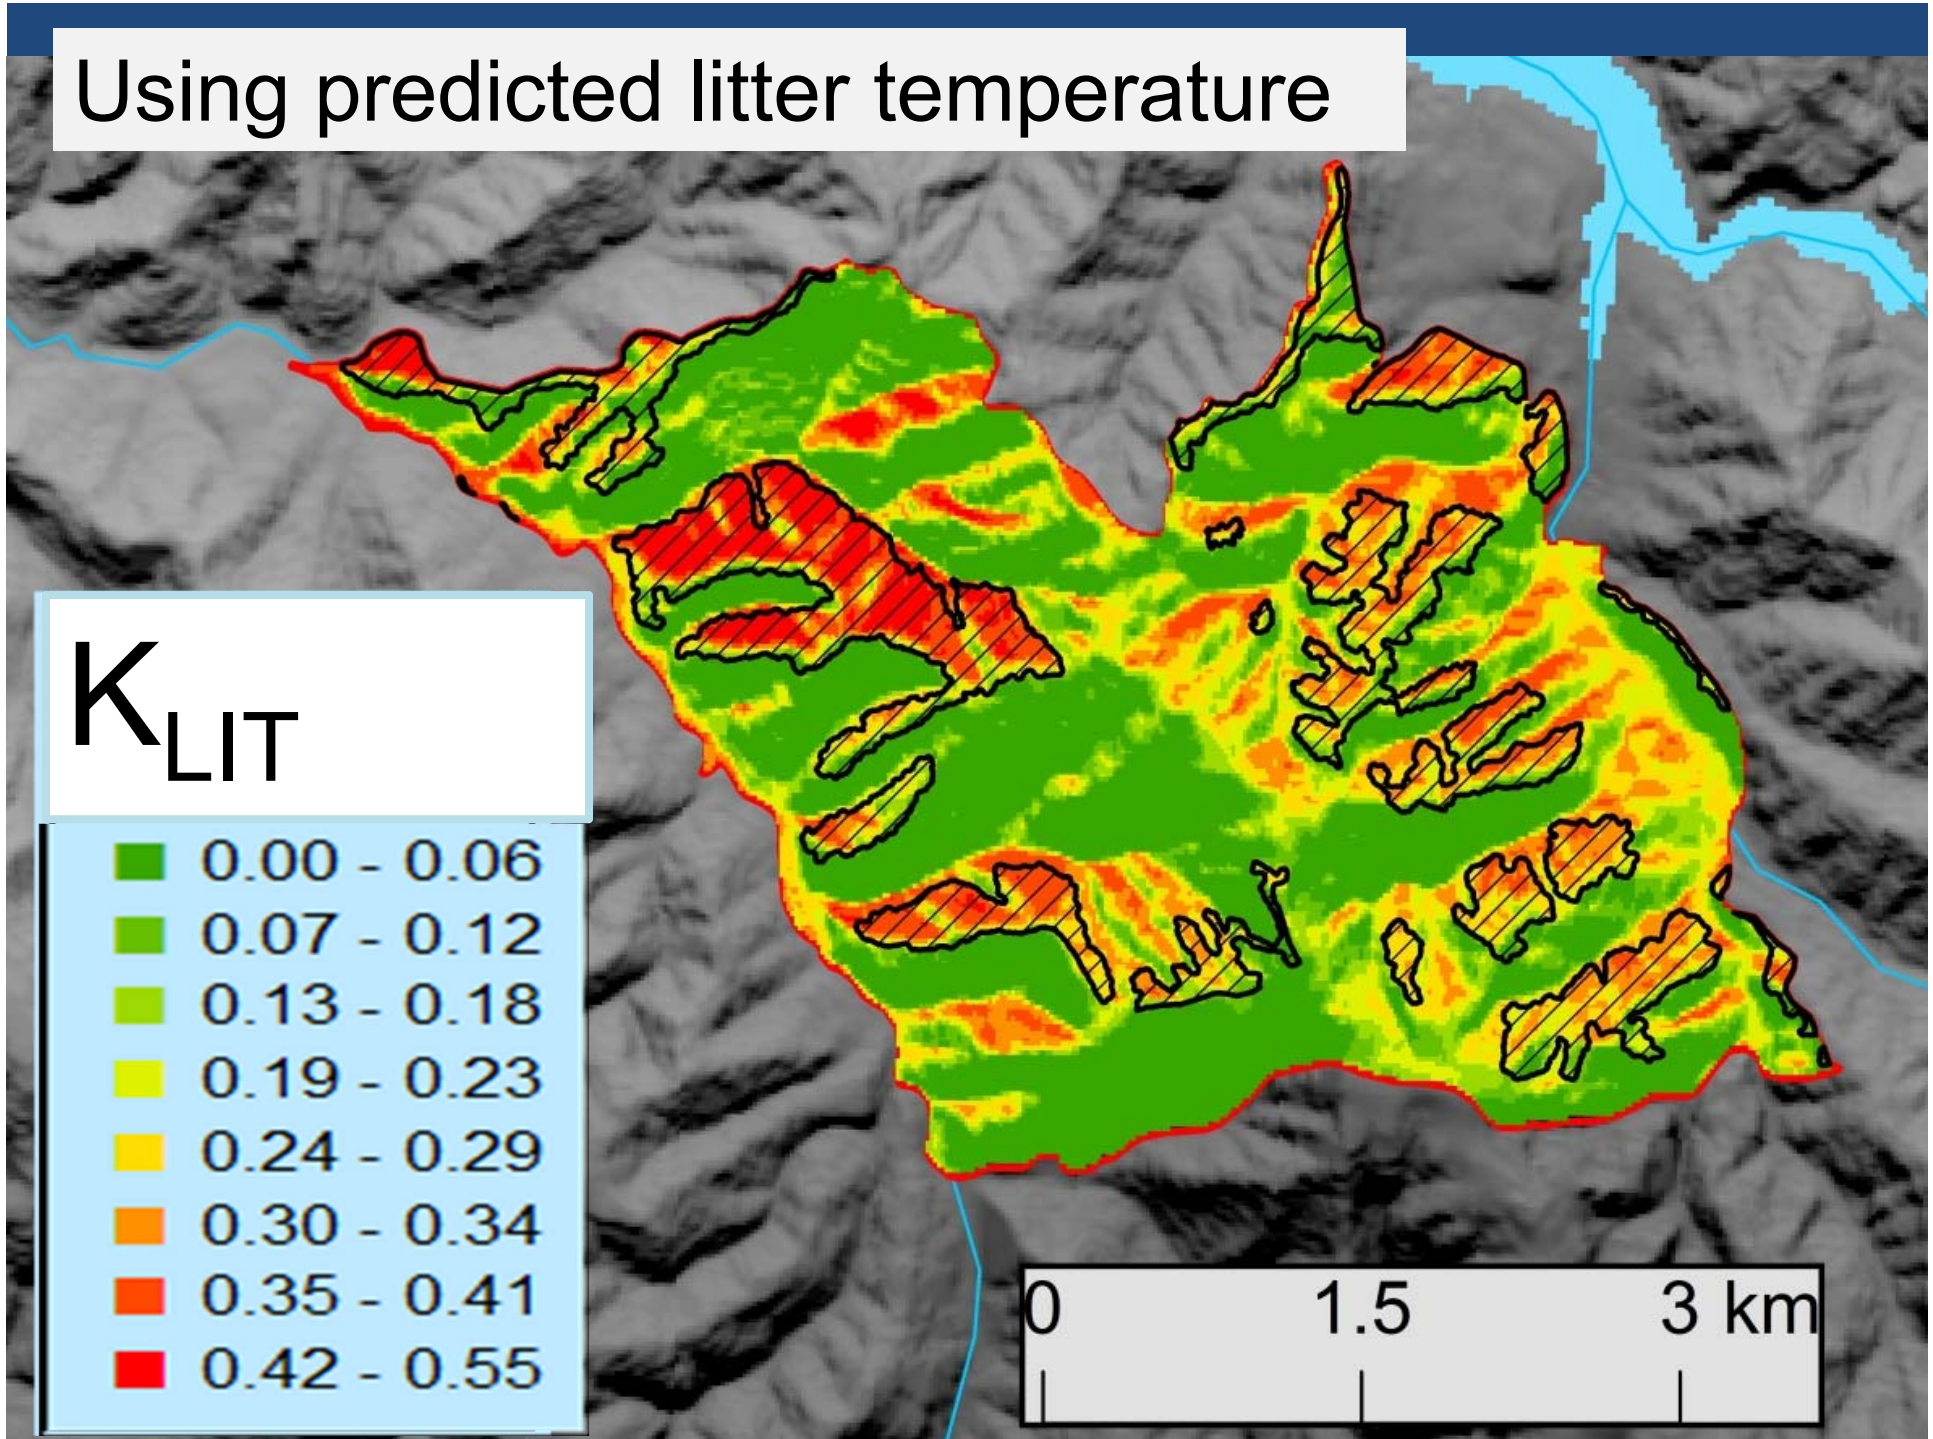 Using predicted litter temperature
KLIT
0.00 - 0.06
0.07 - 0.12
0.13 - 0.18
0.19 - 0.23
0.24 - 0.29
0.30 - 0.34
0.35 - 0.41
0.42 - 0.55
0 1.5 3 km